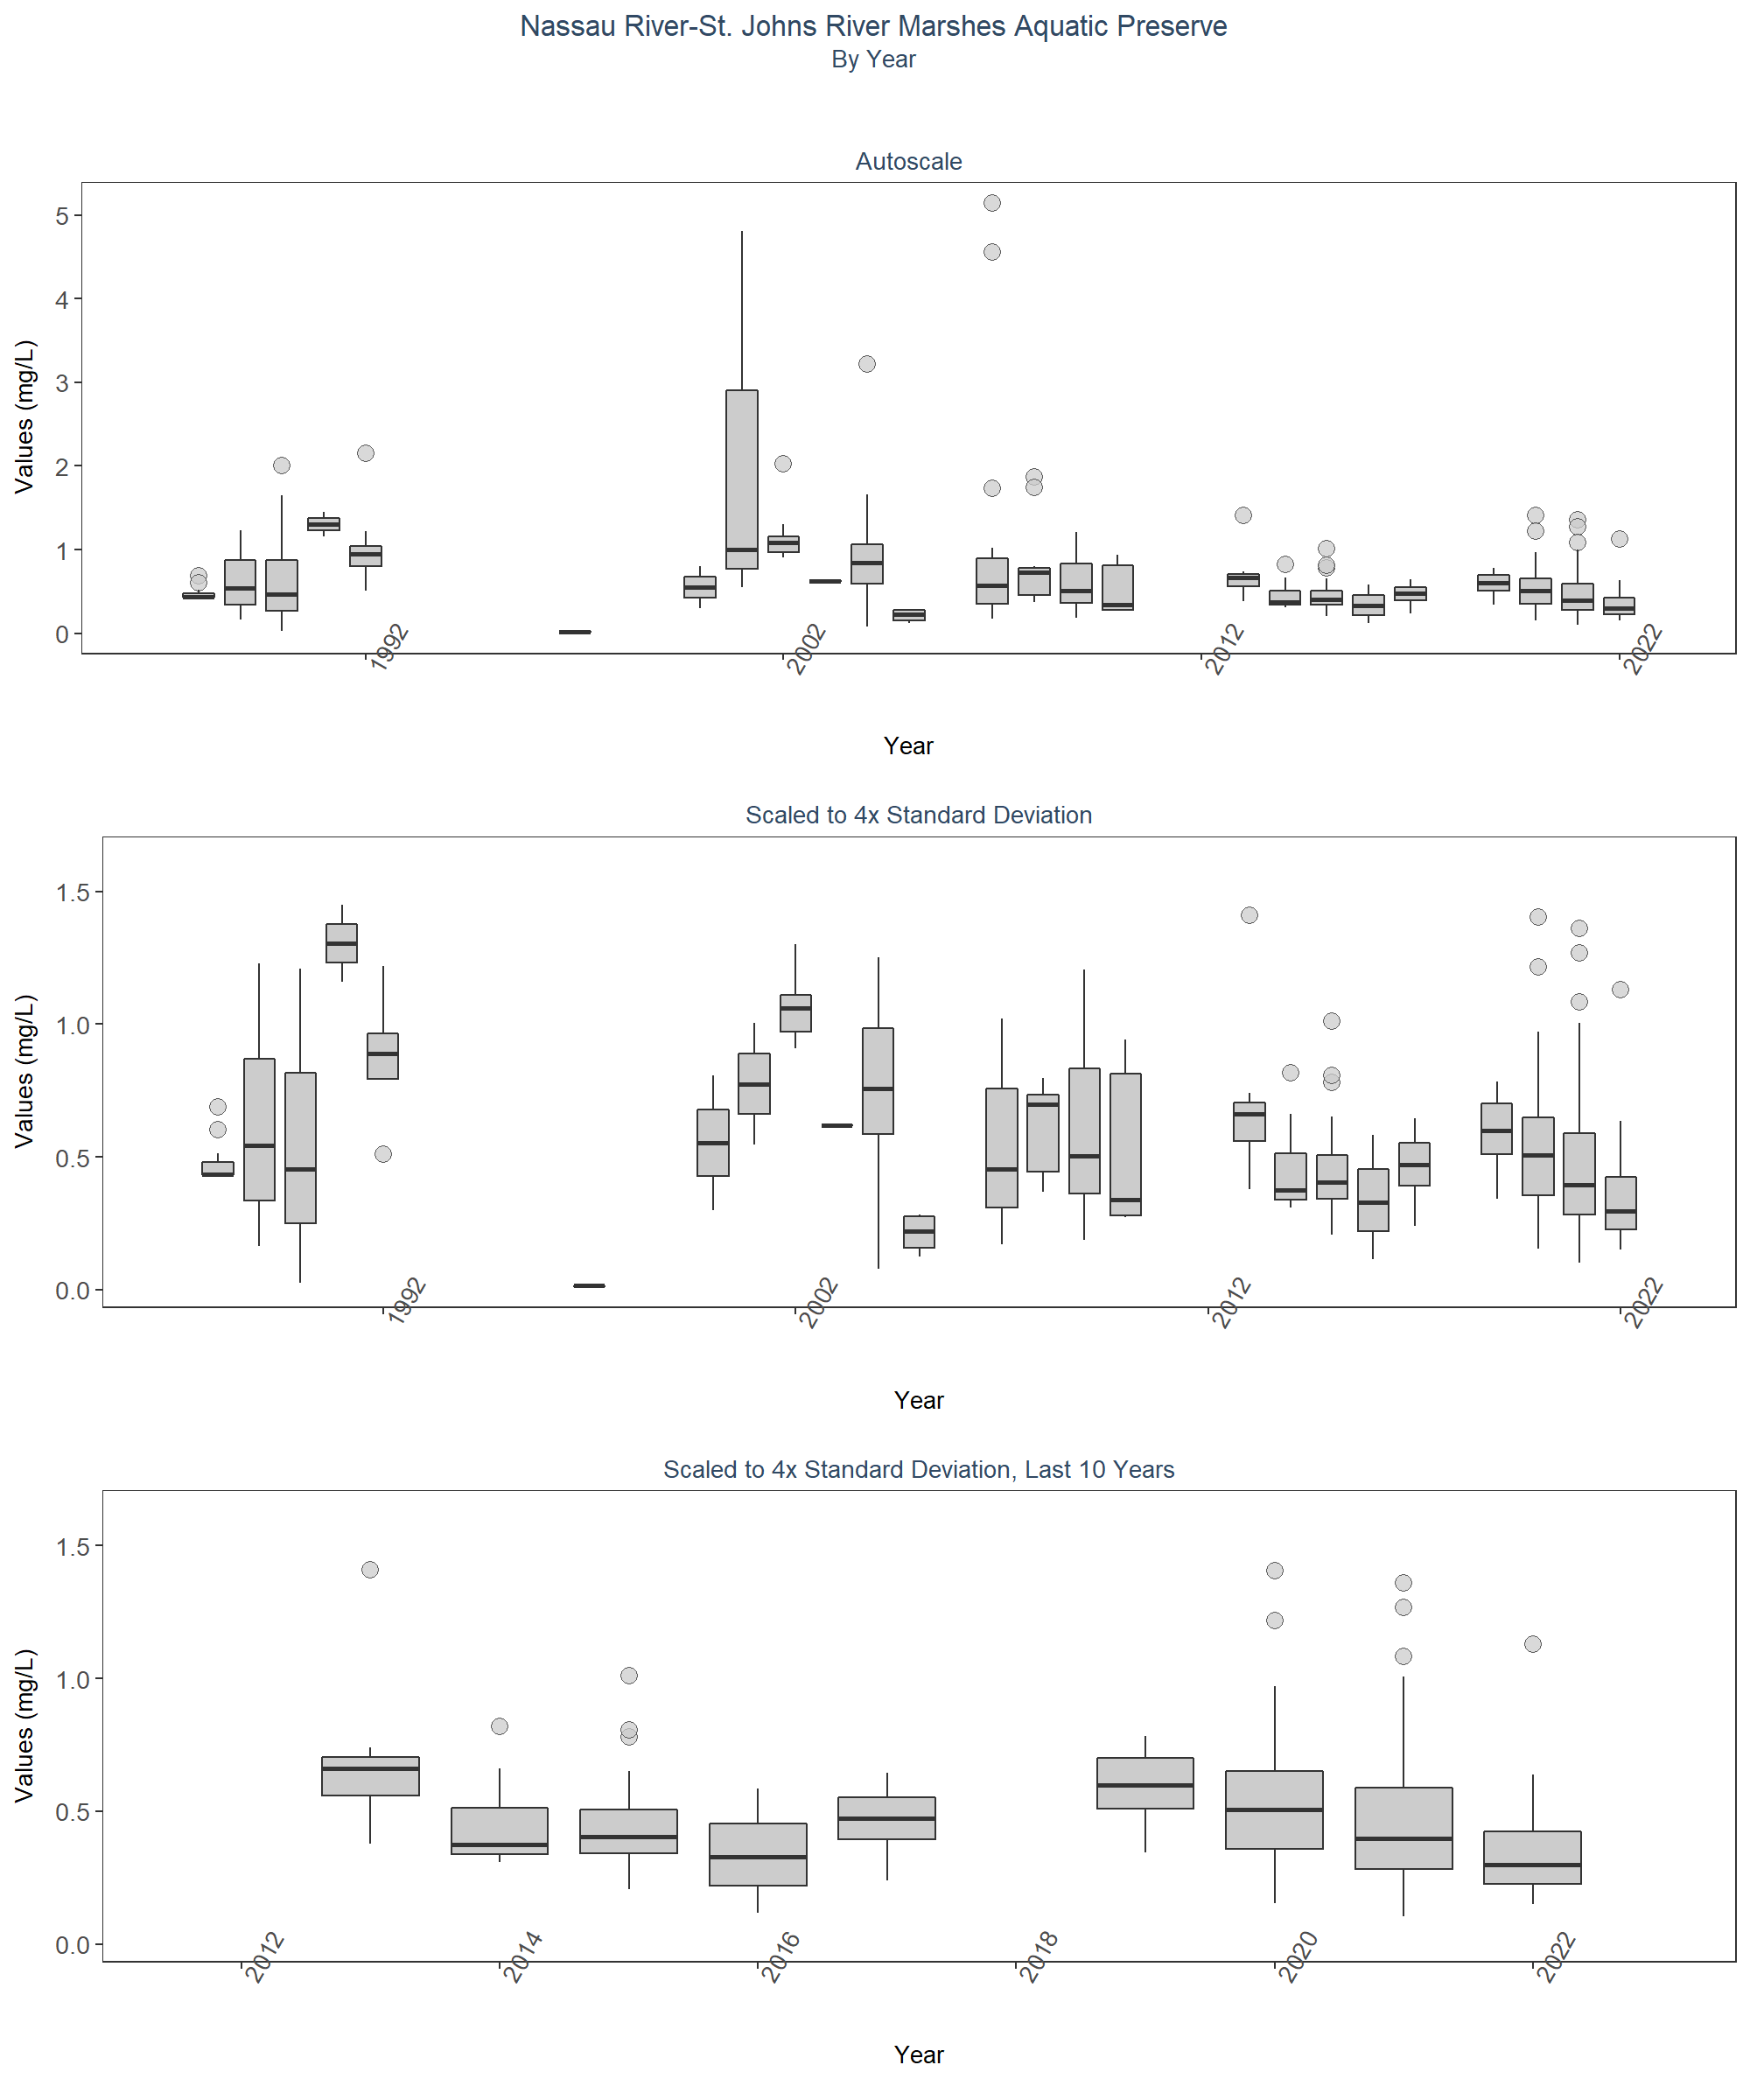 Nassau River-St. Johns River Marshes Aquatic Preserve
By Year
Autoscale
Values (mg/L)
5
4
3
2
1
0
1992
2002
2012
2022
Year
Scaled to 4x Standard Deviation
Values (mg/L)
1.5
1.0
0.5
0.0
1992
2002
2012
2022
Year
Scaled to 4x Standard Deviation, Last 10 Years
Values (mg/L)
1.5
1.0
0.5
0.0
2012
2014
2016
2018
2020
2022
Year